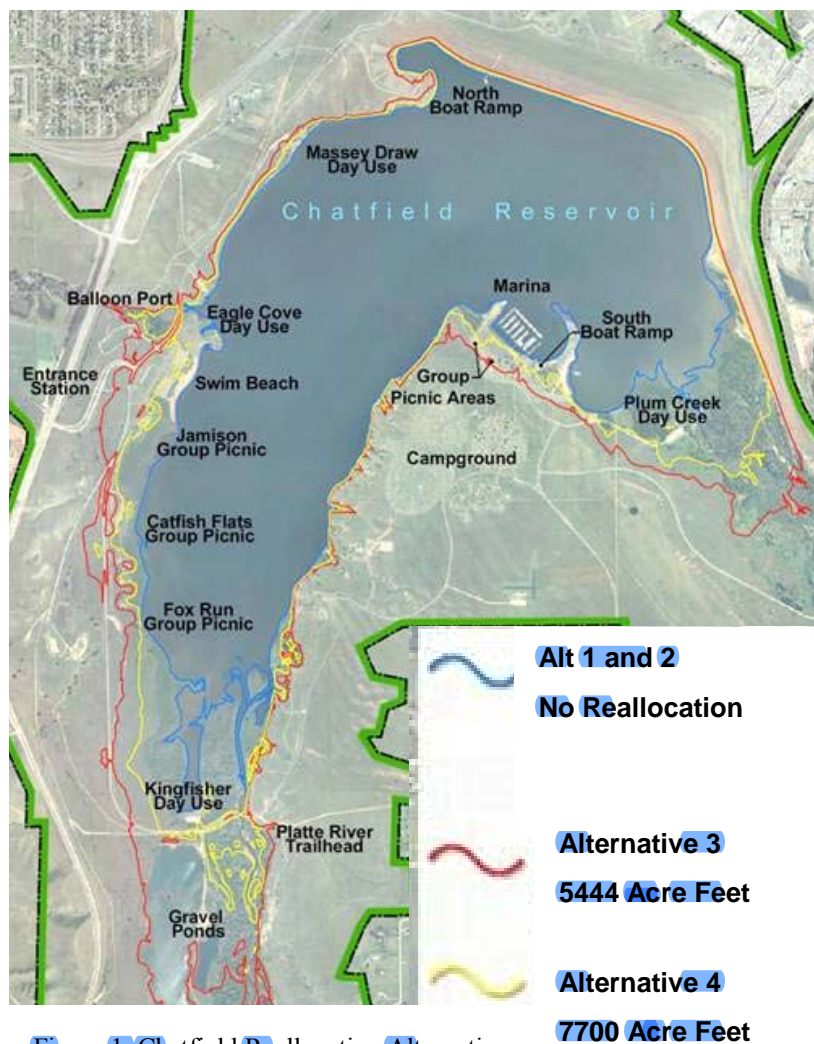 North
Boat Ramp
Massey Draw
Day Use
Chatfield Reservoir
Marina
Balloon Port
Eagle Cove
Day Use
South
Boat Ramp
Entrance
Station
Swim Beach
Group
Picnic Areas
Plum Creek
Day Use
Jamison
Group Picnic
Campground
Catfish Flats
Group Picnic
Fox Run
Group Picnic
Alt 1 and 2
No Reallocation
Kingfisher
Day Use
Platte River
Trailhead
Alternative 3
5444 Acre Feet
Gravel
Ponds
Alternative 4
7700 Acre Feet